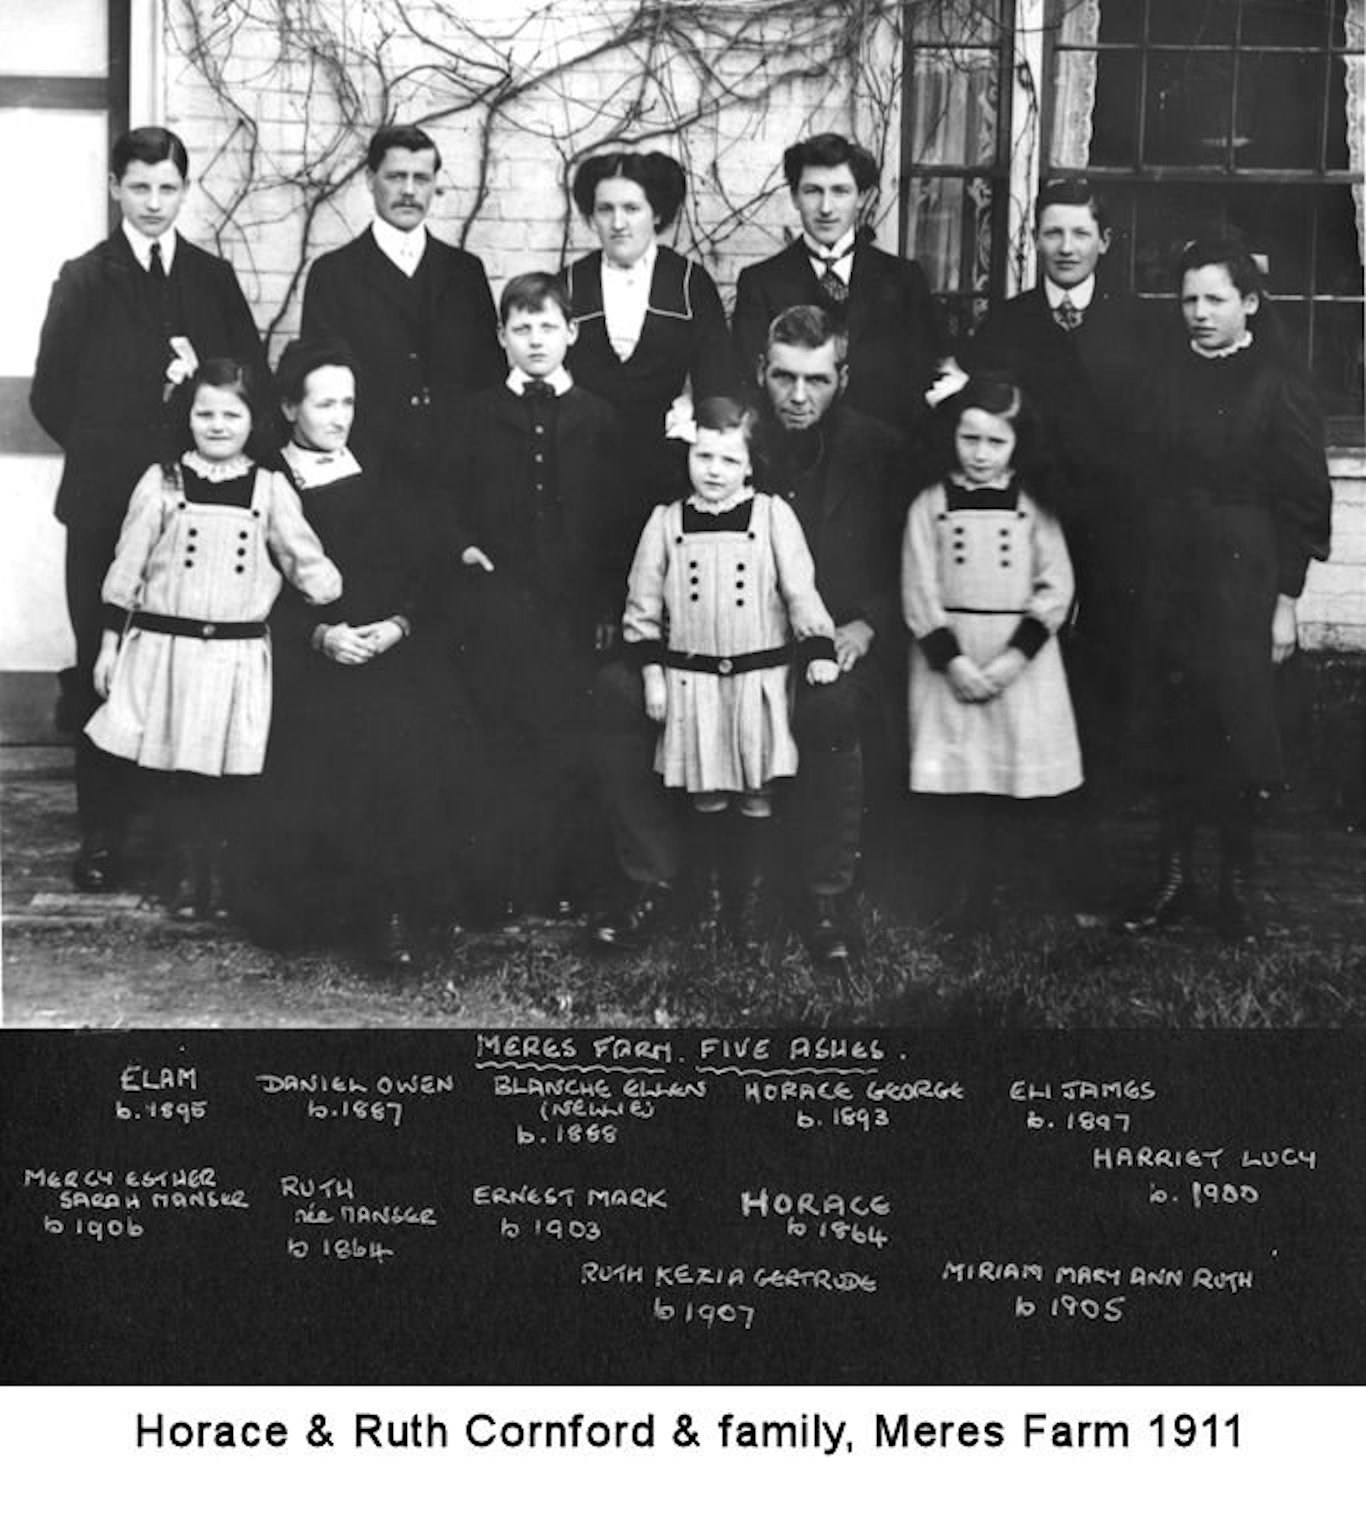 MERES FARM. FIVE ASHES.
ELAM
b. 1895
DANIEL OWEN
b. 1887
BLANCHE ELLEN
(NELLIE)
b. 1888
HORACE GEORGE
b. 1893
ELI JAMES
b. 1897
HARRIET LUCY
b. 1900
MERCY ESTHER
SARAH MANSER
b 1906
RUTH
née MANSER
b 1864
ERNEST MARK
b 1903
HORACE
b 1864
RUTH KEZIA GERTRUDE
b 1907
MIRIAM MARY ANN RUTH
b 1905
Horace & Ruth Cornford & family, Meres Farm 1911